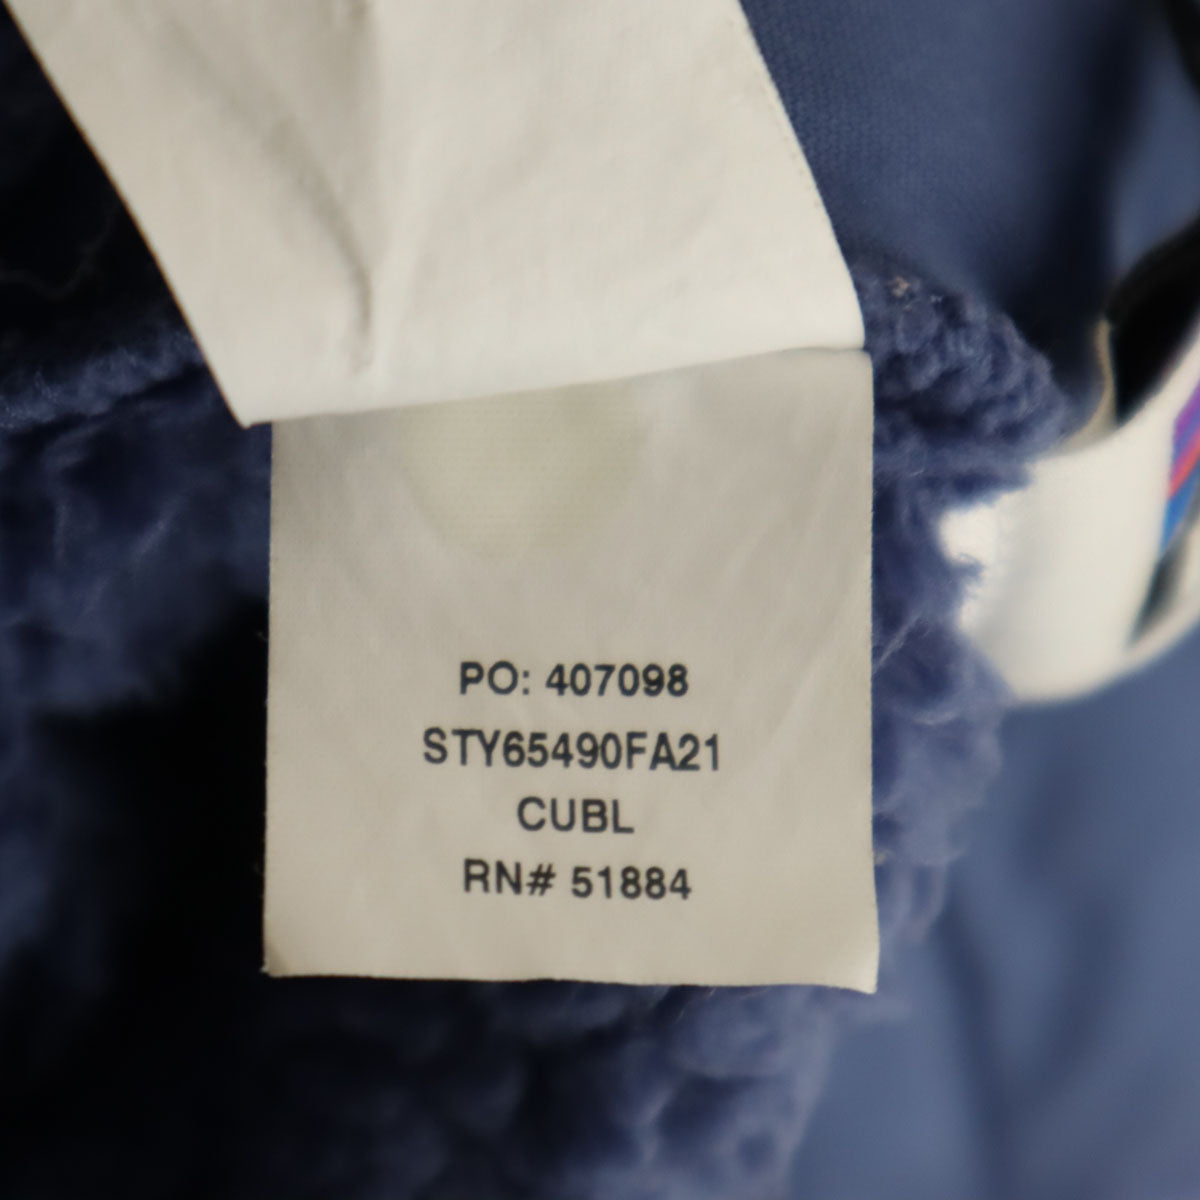 PO: 407098
STY65490FA21
CUBL
RN# 51884